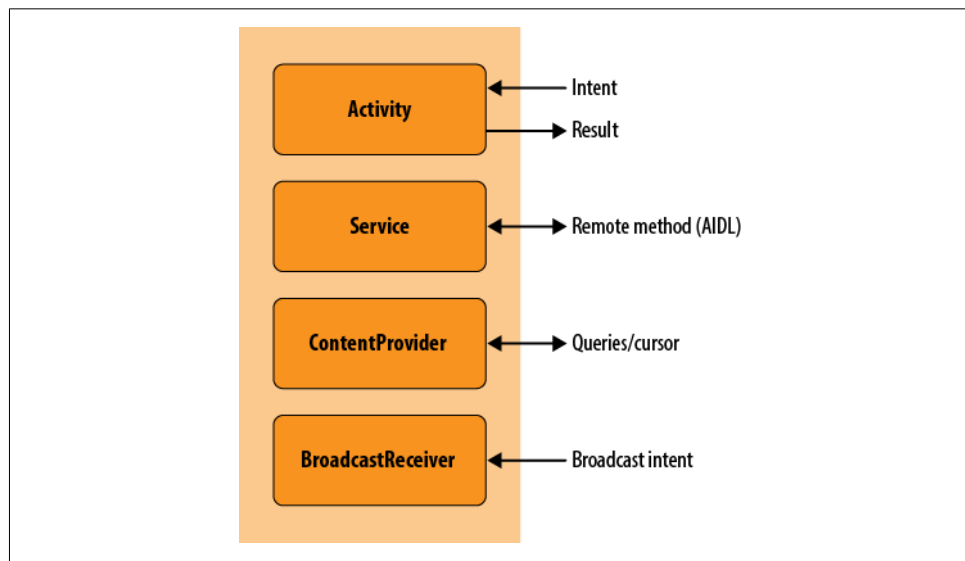 Activity
Intent
Result
Service
Remote method (AIDL)
ContentProvider
Queries/cursor
BroadcastReceiver
Broadcast intent